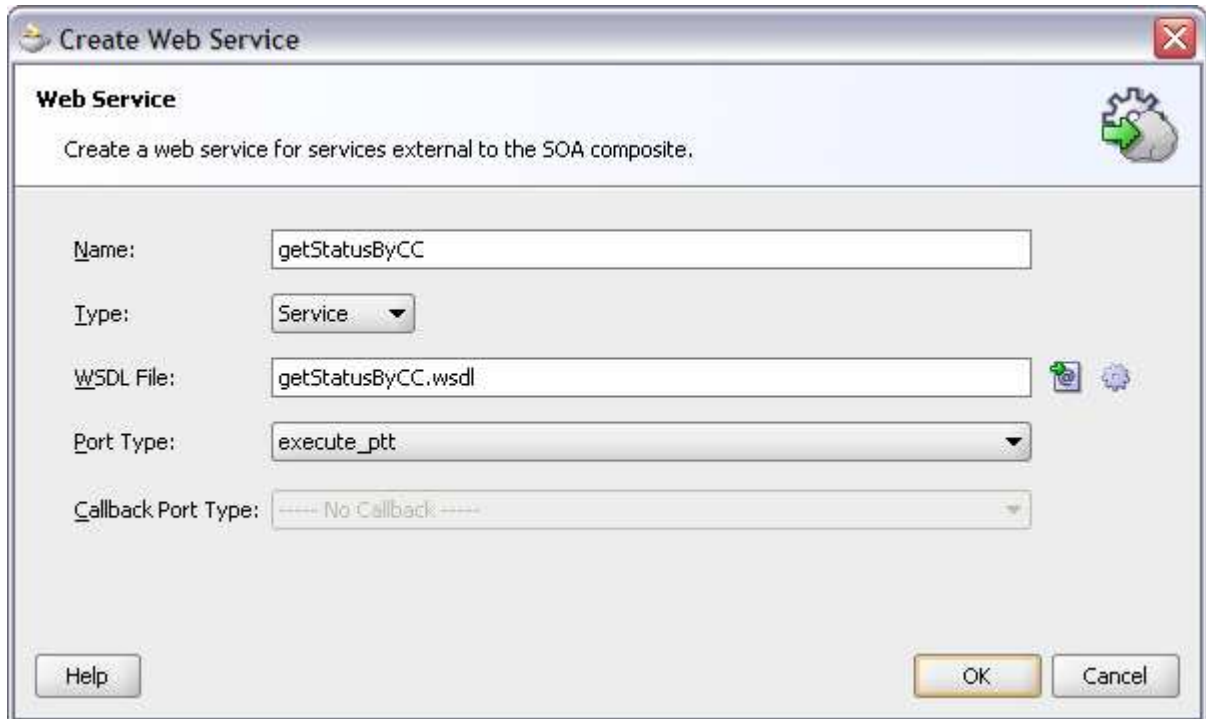 Create Web Service
Web Service
Create a web service for services external to the SOA composite.
Name: getStatusByCC
Type: Service
WSDL File: getStatusByCC.wsdl
Port Type: execute_ptt
Callback Port Type: ----- No Callback -----
Help OK Cancel